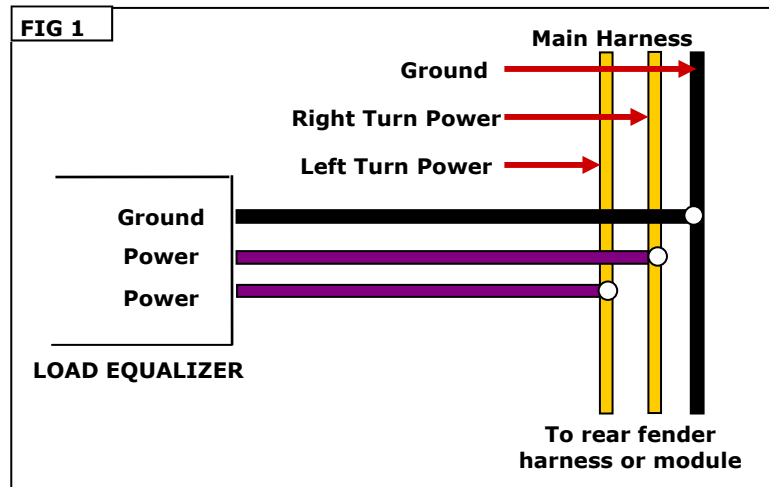 FIG 1
Main Harness
Ground
Right Turn Power
Left Turn Power
Ground
Power
Power
LOAD EQUALIZER
To rear fender
harness or module